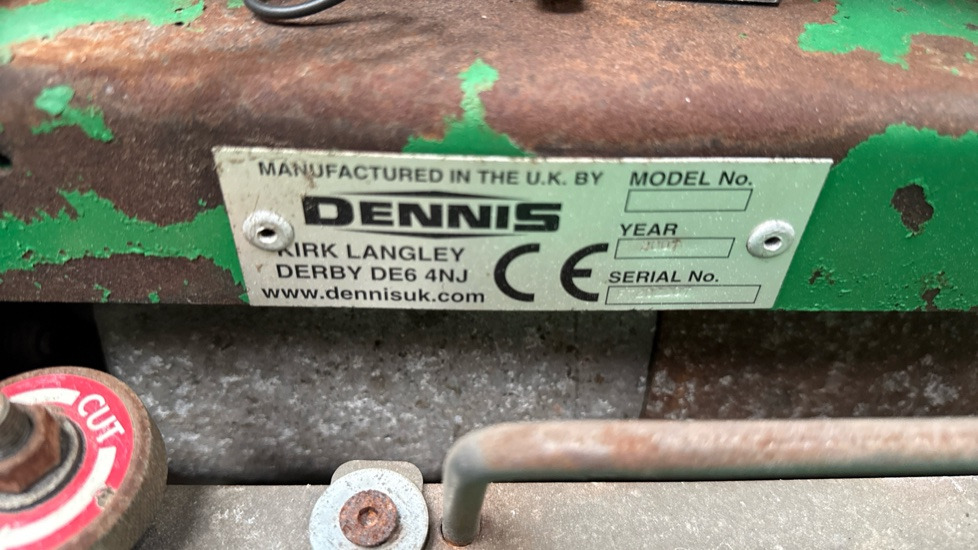 MANUFACTURED IN THE U.K. BY
DENNIS
KIRK LANGLEY
DERBY DE6 4NJ
www.dennisuk.com
CE
MODEL No.
YEAR
SERIAL No.
CUT